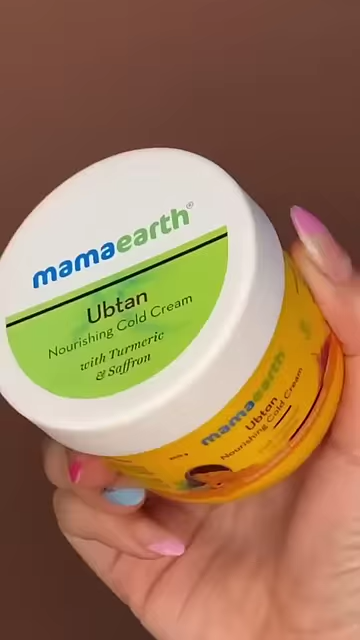 mamaearth®
Ubtan
Nourishing Cold Cream
with Turmeric
& Saffron
mamaearth
Ubtan
Nourishing Cold Cream